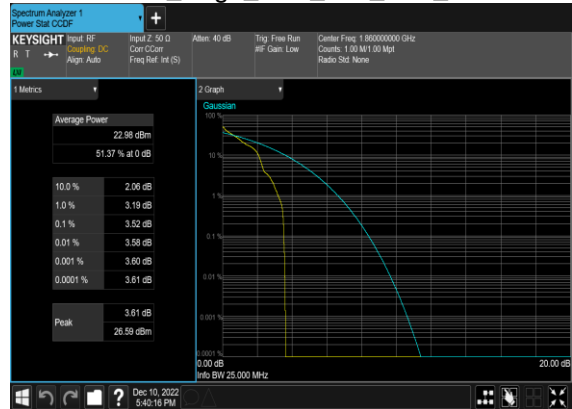 Spectrum Analyzer 1
Power Stat CCDF
KEYSIGHT
R T
Input: RF
Coupling: DC
Align: Auto
Input Z: 50 Ω
Corr CCorr
Freq Ref: Int (S)
Atten: 40 dB
Trig: Free Run
#IF Gain: Low
Center Freq: 1.860000000 GHz
Counts: 1.00 M/1.00 Mpt
Radio Std: None
1 Metrics
Average Power
22.98 dBm
51.37 % at 0 dB
10.0 % 2.06 dB
1.0 % 3.19 dB
0.1 % 3.52 dB
0.01 % 3.58 dB
0.001 % 3.60 dB
0.0001 % 3.61 dB
Peak
3.61 dB
26.59 dBm
2 Graph
Gaussian
100 %
10 %
1 %
0.1 %
0.01 %
0.001 %
0.0001 %
0.00 dB
20.00 dB
Info BW 25.000 MHz
?
Dec 10, 2022
5:40:16 PM